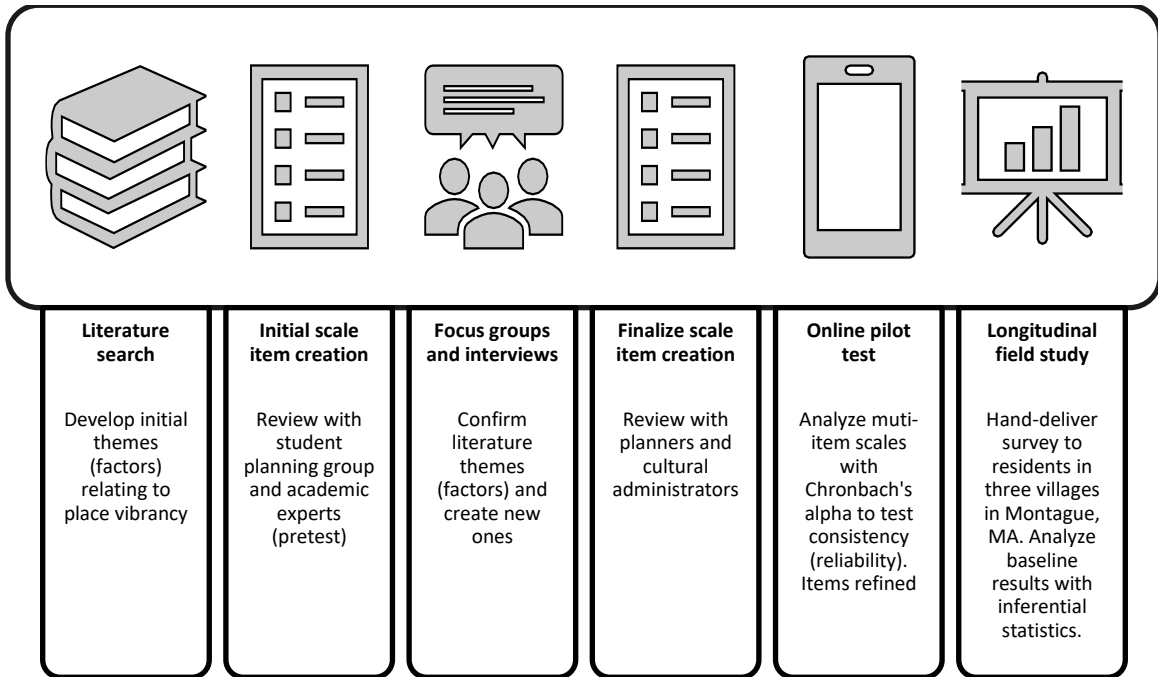 Literature
search
Develop initial
themes
(factors)
relating to
place vibrancy
Initial scale
item creation
Review with
student
planning group
and academic
experts
(pretest)
Focus groups
and interviews
Confirm
literature
themes
(factors) and
create new
ones
Finalize scale
item creation
Review with
planners and
cultural
administrators
Online pilot
test
Analyze muti-
item scales
with
Chronbach's
alpha to test
consistency
(reliability).
Items refined
Longitudinal
field study
Hand-deliver
survey to
residents in
three villages
in Montague,
MA. Analyze
baseline
results with
inferential
statistics.